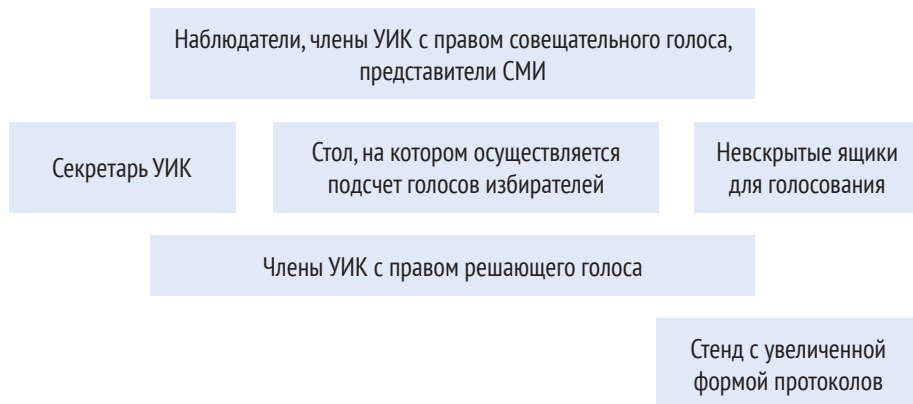 Наблюдатели, члены УИК с правом совещательного голоса,
представители СМИ
Секретарь УИК
Стол, на котором осуществляется
подсчет голосов избирателей
Невскрытые ящики
для голосования
Члены УИК с правом решающего голоса
Стенд с увеличенной
формой протоколов